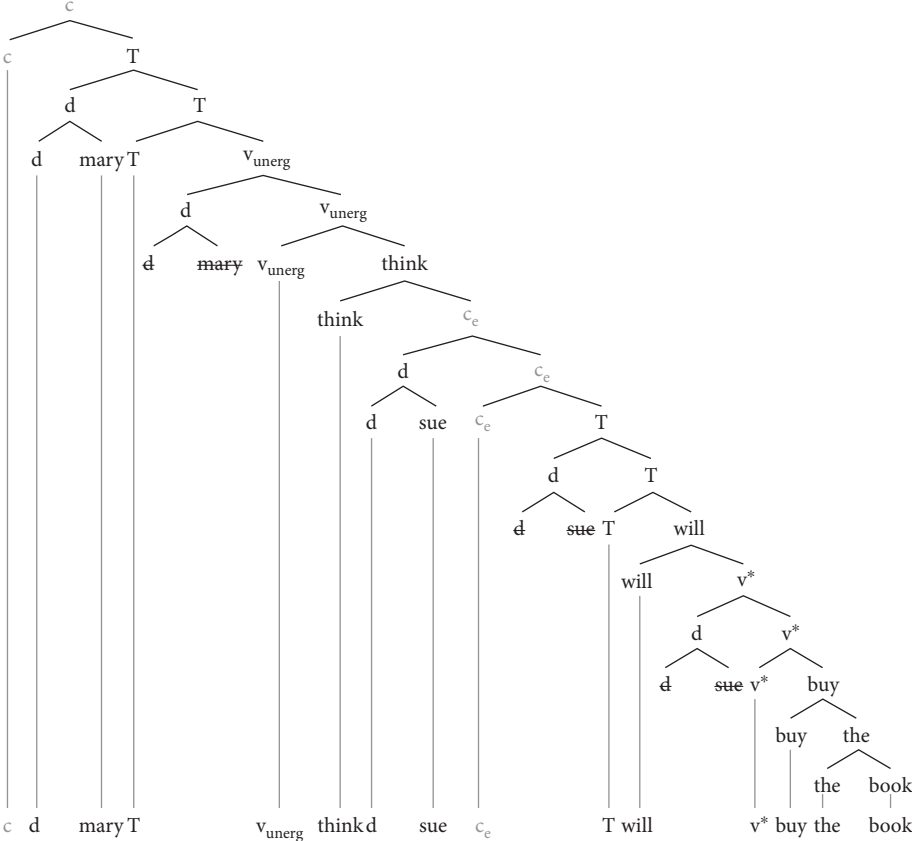 c
c T
d T
d mary T v_unerg
d v_unerg
d mary v_unerg think
think c_e
d c_e
d sue c_e T
d T
d sue T will
will v*
d v*
d sue v* buy
buy the
the book
c d mary T v_unerg think d sue c_e T will v* buy the book